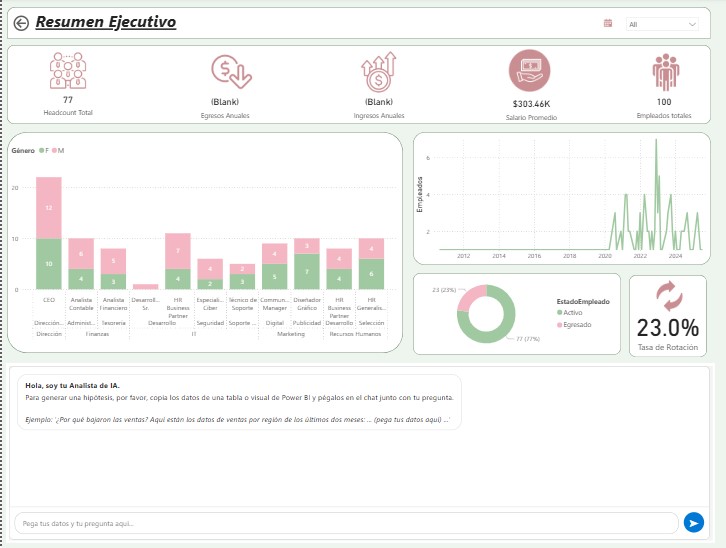 Resumen Ejecutivo
All
77
Headcount Total
(Blank)
Egresos Anuales
(Blank)
Ingresos Anuales
$303.46K
Salario Promedio
100
Empleados totales
Género F M
20
10
0
12
10
6
4
5
3
7
4
4
2
2
3
4
5
3
7
4
4
4
6
CEO
Analista Contable
Analista Financiero
Desarroll... Sr.
HR Business Partner
Especiali... Ciber
Técnico de Soporte
Commun... Manager
Diseñador Gráfico
HR Business Partner
HR Generalis...
Dirección...
Administ...
Tesorería
Desarrollo
Seguridad
Soporte ...
Digital
Publicidad
Desarrollo
Selección
Dirección
Finanzas
IT
Marketing
Recursos Humanos
Empleados
6
4
2
2012
2014
2016
2018
2020
2022
2024
23 (23%)
77 (77%)
EstadoEmpleado
Activo
Egresado
23.0%
Tasa de Rotación
Hola, soy tu Analista de IA.
Para generar una hipótesis, por favor, copia los datos de una tabla o visual de Power BI y pégalos en el chat junto con tu pregunta.
Ejemplo: '¿Por qué bajaron las ventas? Aquí están los datos de ventas por región de los últimos dos meses: ... (pega tus datos aquí) ...'
Pega tus datos y tu pregunta aquí...